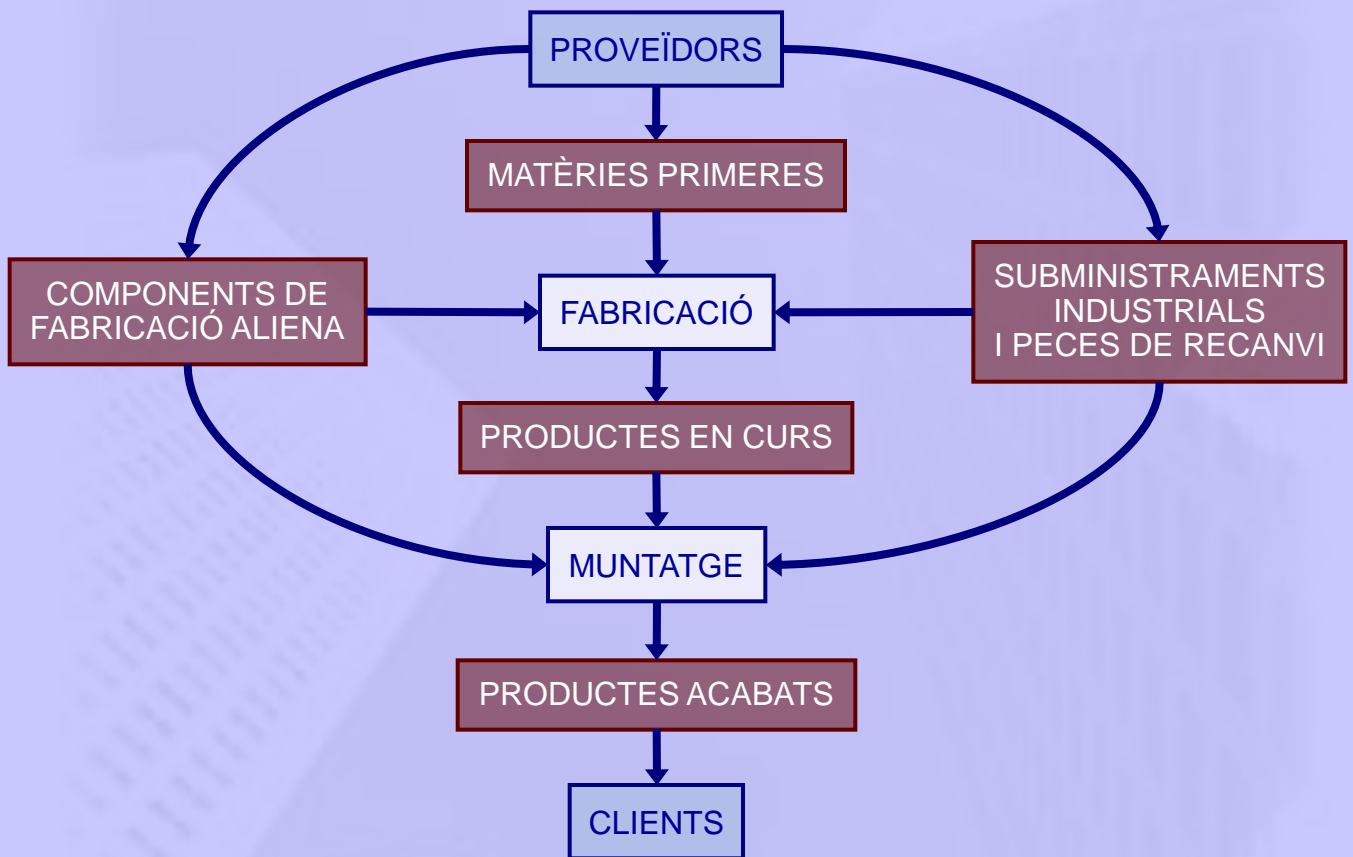 PROVEÏDORS
MATÈRIES PRIMERES
COMPONENTS DE
FABRICACIÓ ALIENA
FABRICACIÓ
SUBMINISTRAMENTS
INDUSTRIALS
I PECES DE RECANVI
PRODUCTES EN CURS
MUNTATGE
PRODUCTES ACABATS
CLIENTS